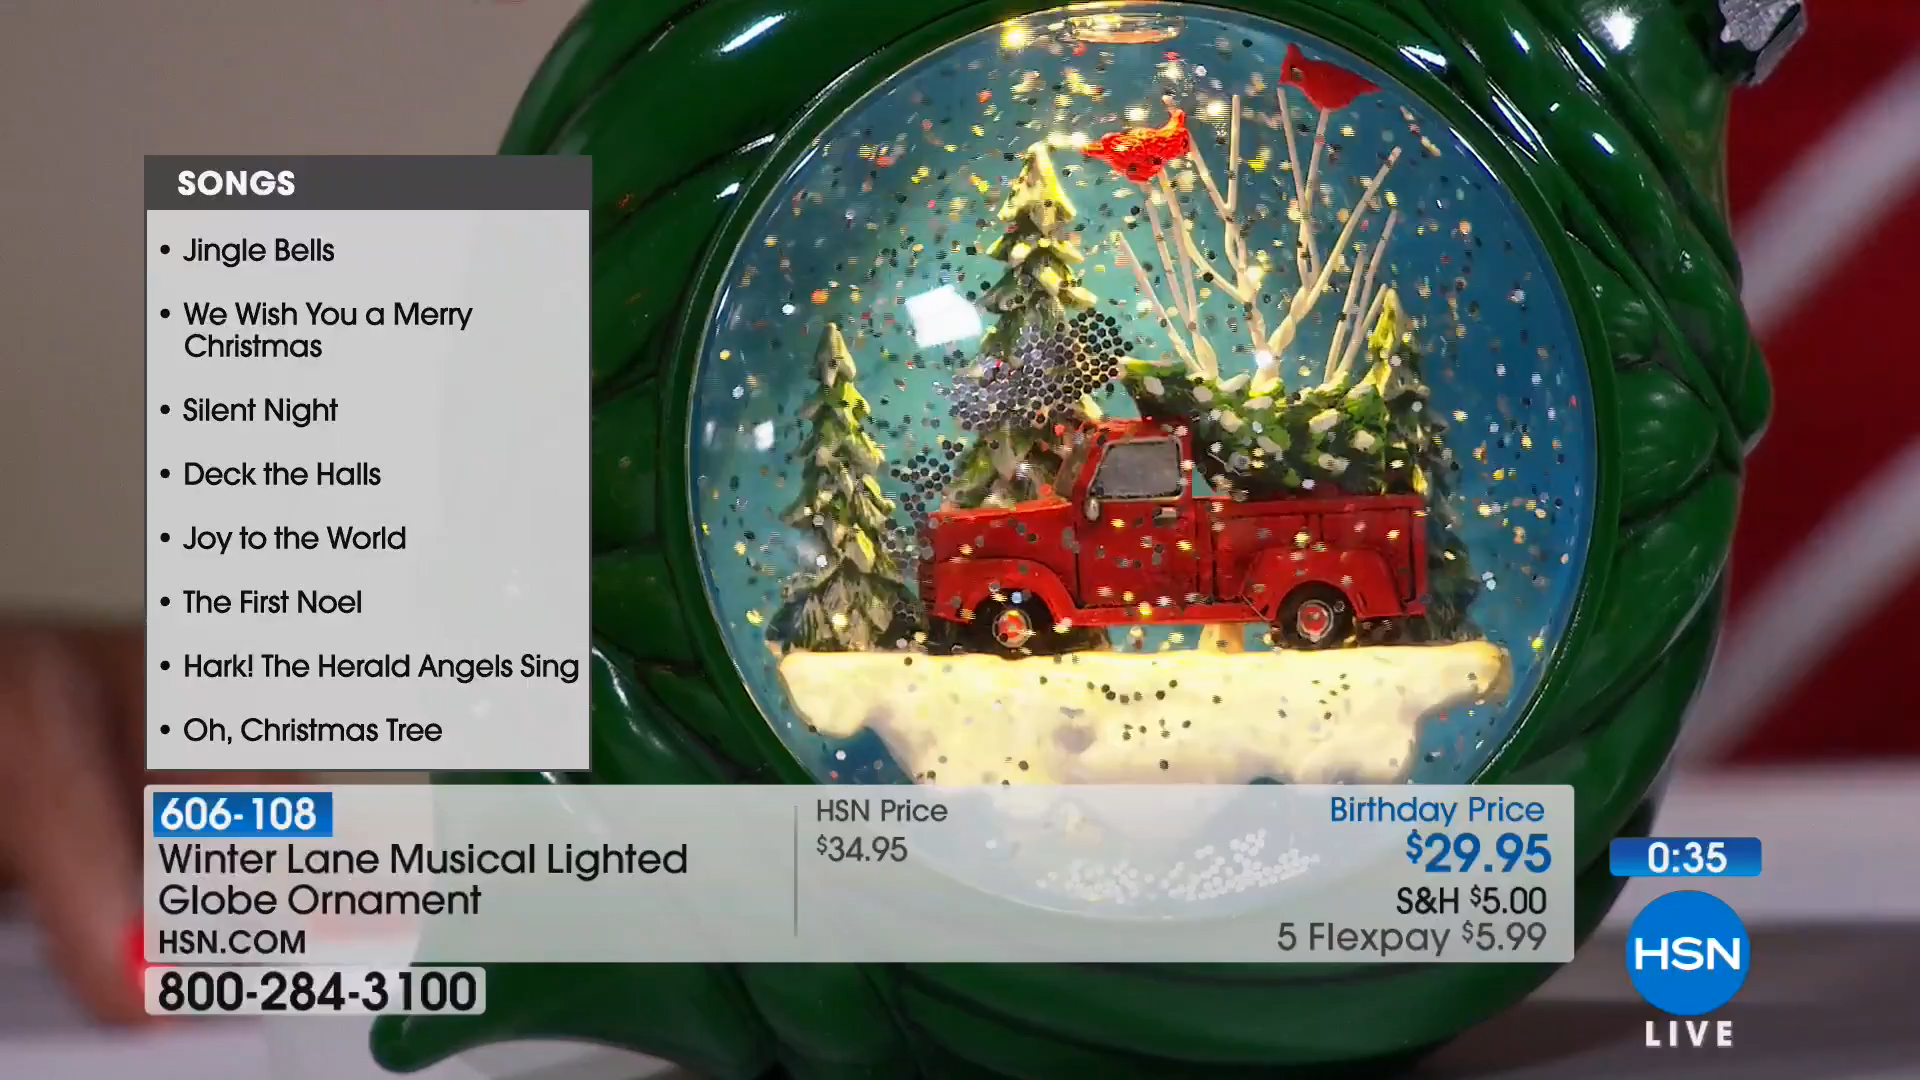 SONGS
• Jingle Bells
• We Wish You a Merry
Christmas
• Silent Night
• Deck the Halls
• Joy to the World
• The First Noel
• Hark! The Herald Angels Sing
• Oh, Christmas Tree
606-108
Winter Lane Musical Lighted
Globe Ornament
HSN.COM
800-284-3100
HSN Price
$34.95
Birthday Price
$29.95
S&H $5.00
5 Flexpay $5.99
0:35
HSN
LIVE